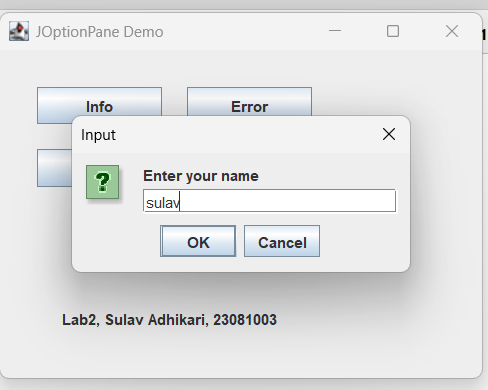 JOptionPane Demo
Info
Error
Input
?
Enter your name
sulav
OK
Cancel
Lab2, Sulav Adhikari, 23081003